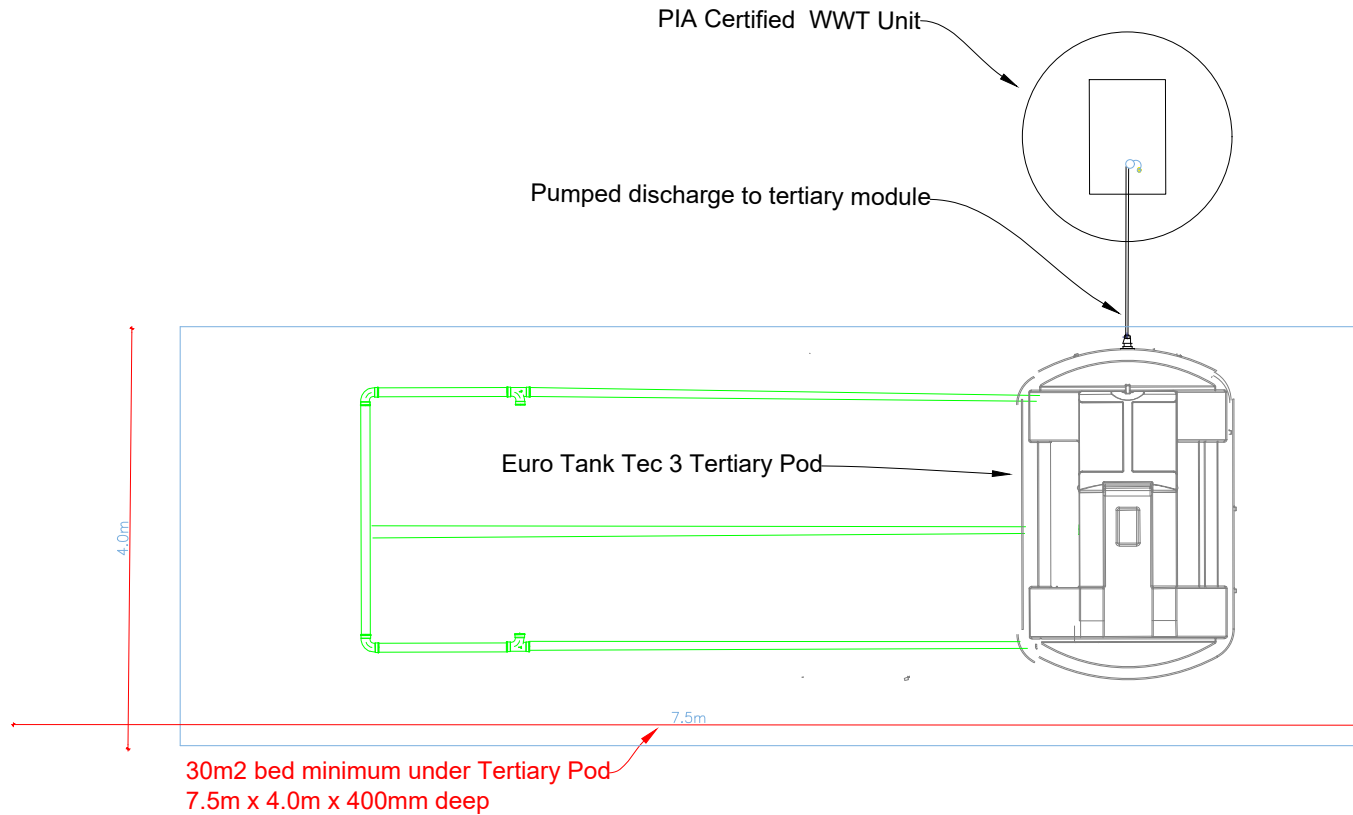 PIA Certified  WWT Unit
Pumped discharge to tertiary module
Euro Tank Tec 3 Tertiary Pod
4.0m
7.5m
30m2 bed minimum under Tertiary Pod
7.5m x 4.0m x 400mm deep